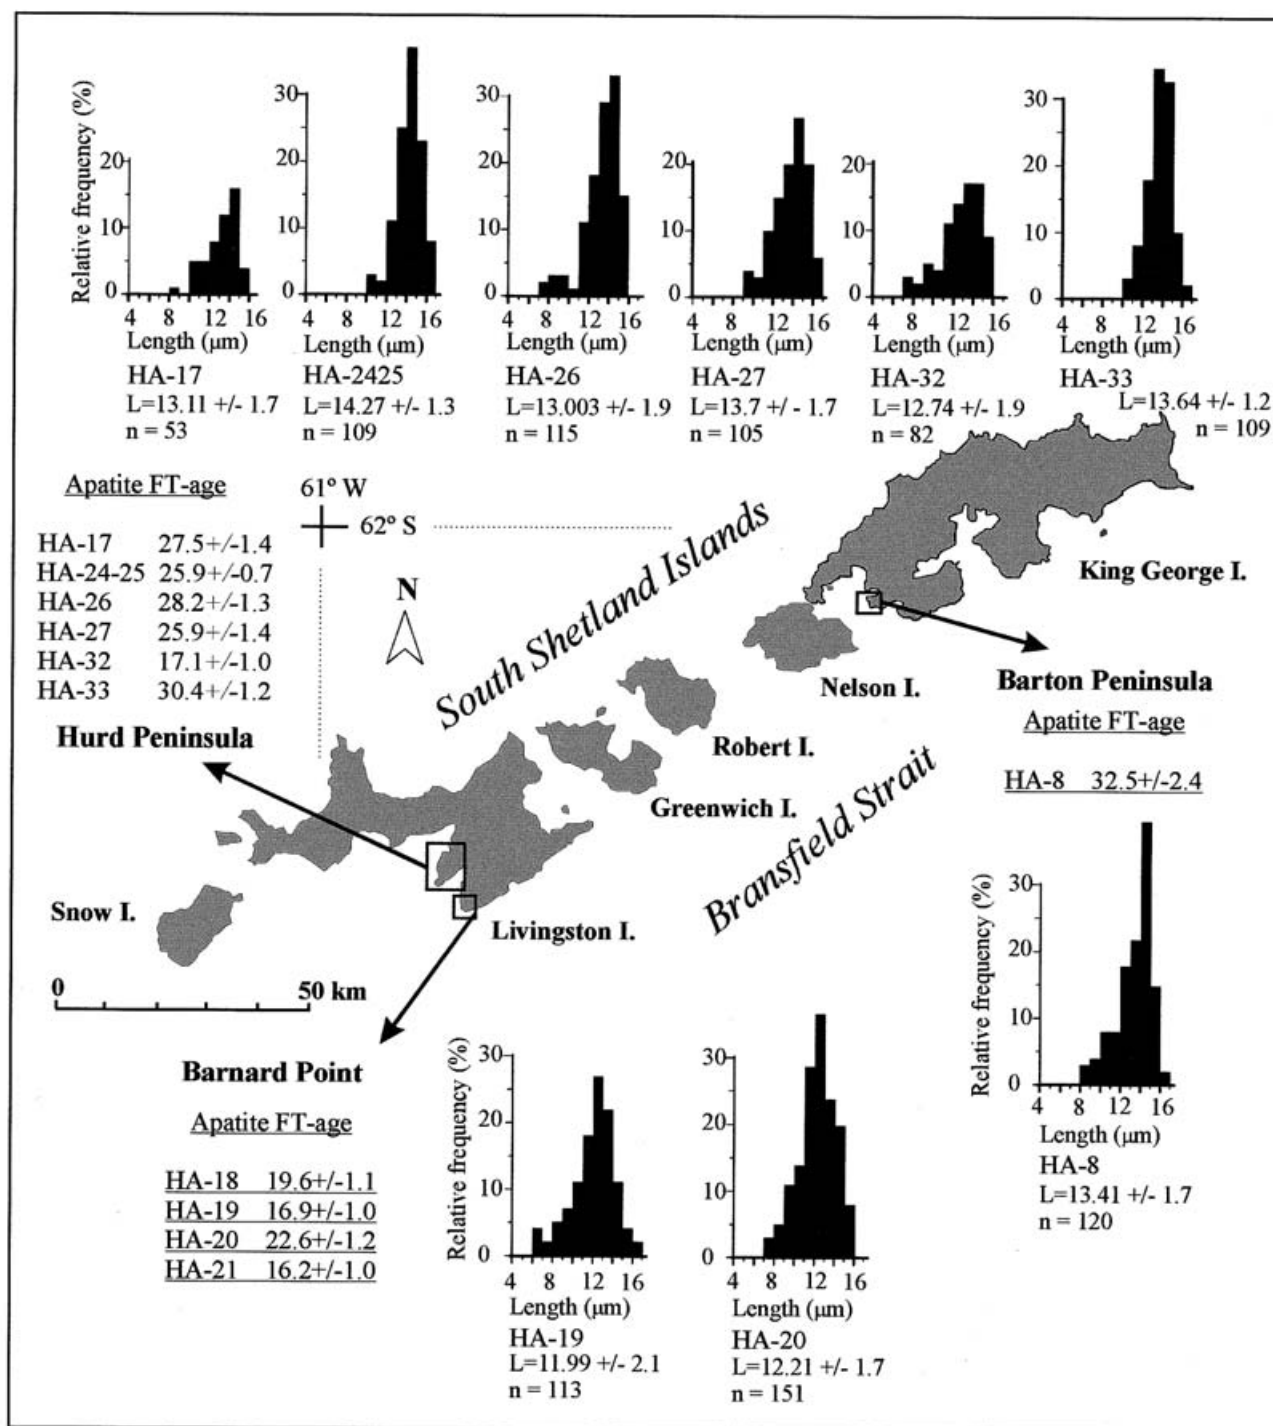 Relative frequency (%)
20
10
0
4 8 12 16
Length (µm)
HA-17
L=13.11 +/- 1.7
n = 53
30
20
10
0
4 8 12 16
Length (µm)
HA-2425
L=14.27 +/- 1.3
n = 109
30
20
10
0
4 8 12 16
Length (µm)
HA-26
L=13.003 +/- 1.9
n = 115
20
10
0
4 8 12 16
Length (µm)
HA-27
L=13.7 + / - 1.7
n = 105
20
10
0
4 8 12 16
Length (µm)
HA-32
L=12.74 +/- 1.9
n = 82
30
20
10
0
4 8 12 16
Length (µm)
HA-33
L=13.64 +/- 1.2
n = 109
Apatite FT-age
HA-17 27.5+/-1.4
HA-24-25 25.9+/-0.7
HA-26 28.2+/-1.3
HA-27 25.9+/-1.4
HA-32 17.1+/-1.0
HA-33 30.4+/-1.2
Hurd Peninsula
61° W
62° S
N
South Shetland Islands
King George I.
Nelson I.
Barton Peninsula
Apatite FT-age
HA-8 32.5+/-2.4
Robert I.
Greenwich I.
Bransfield Strait
Snow I.
Livingston I.
0 50 km
Barnard Point
Apatite FT-age
HA-18 19.6+/-1.1
HA-19 16.9+/-1.0
HA-20 22.6+/-1.2
HA-21 16.2+/-1.0
Relative frequency (%)
30
20
10
0
4 8 12 16
Length (µm)
HA-19
L=11.99 +/- 2.1
n = 113
30
20
10
0
4 8 12 16
Length (µm)
HA-20
L=12.21 +/- 1.7
n = 151
Relative frequency (%)
30
20
10
0
4 8 12 16
Length (µm)
HA-8
L=13.41 +/- 1.7
n = 120